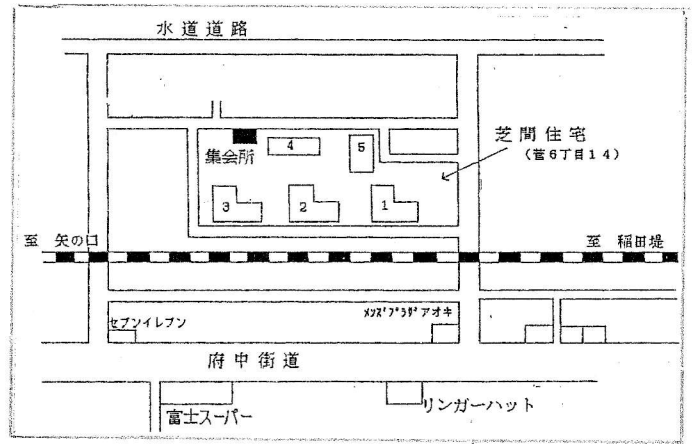 水道道路
芝間住宅
（菅6丁目14）
集会所
4
5
3
2
1
至 矢の口
至 稲田堤
セブンイレブン
ﾒﾝｽﾞﾌﾟﾗｻﾞアオキ
府中街道
富士スーパー
リンガーハット